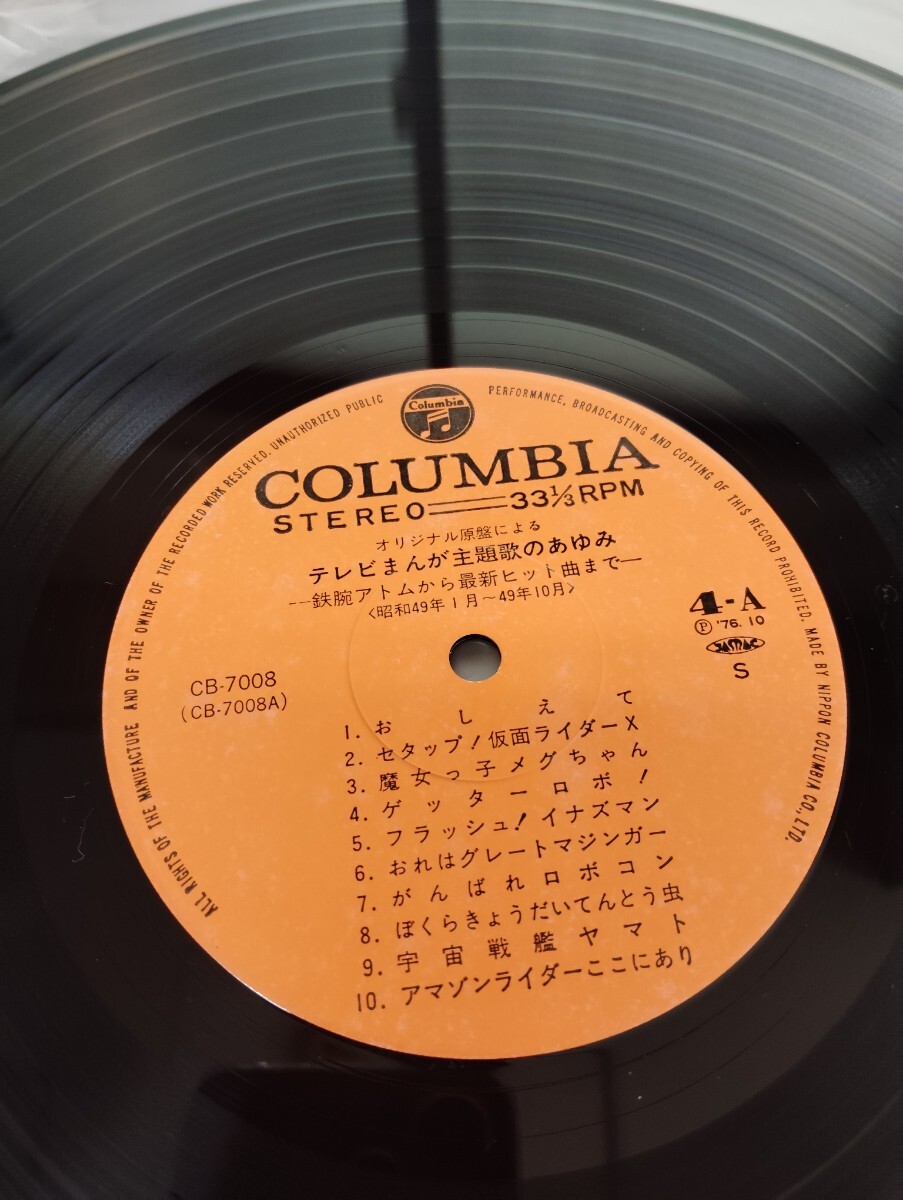 Columbia
ALL RIGHTS OF THE MANUFACTURE AND OF THE OWNER OF THE RECORDED WORK RESERVED. UNAUTHORIZED PUBLIC PERFORMANCE, BROADCASTING AND COPYING OF THIS RECORD PROHIBITED. MADE BY NIPPON COLUMBIA CO., LTD.
COLUMBIA
STEREO 33⅓ RPM
オリジナル原盤による
テレビまんが主題歌のあゆみ
—鉄腕アトムから最新ヒット曲まで—
〈昭和49年1月〜49年10月〉
4-A
Ⓟ '76. 10
JASRAC
S
CB-7008
(CB-7008A)
1. おしえて
2. セタップ!仮面ライダーX
3. 魔女っ子メグちゃん
4. ゲッターロボ!
5. フラッシュ!イナズマン
6. おれはグレートマジンガー
7. がんばれロボコン
8. ぼくらきょうだいてんとう虫
9. 宇宙戦艦ヤマト
10. アマゾンライダーここにあり